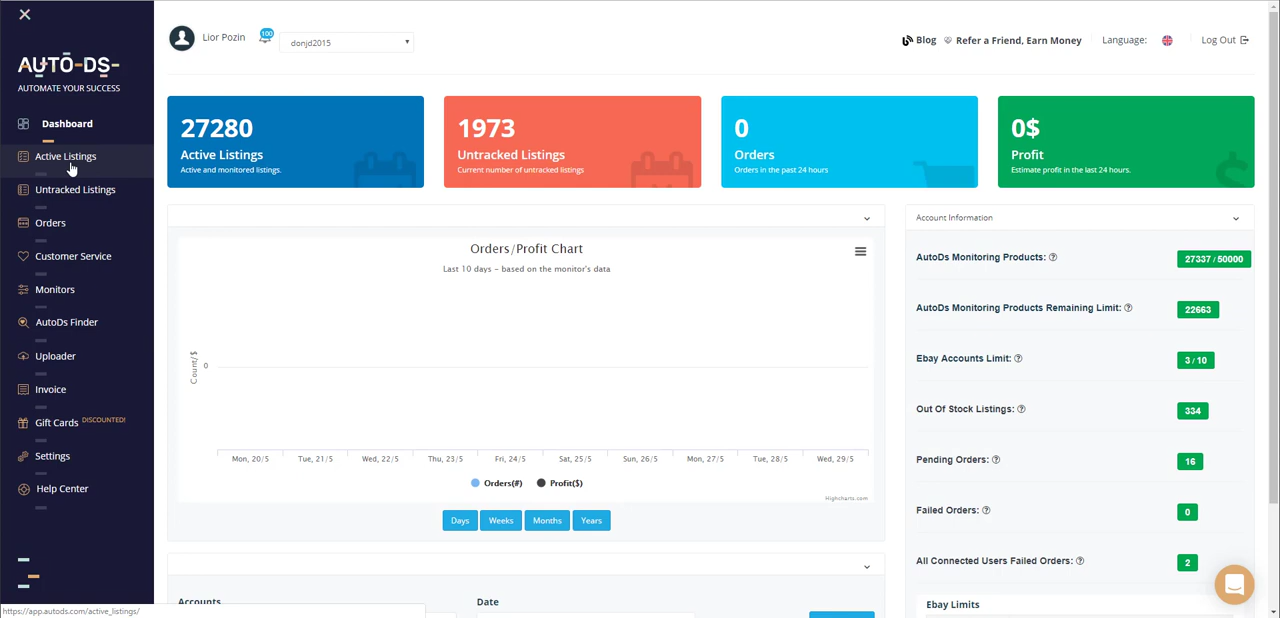 AUTO-DS-
AUTOMATE YOUR SUCCESS
Dashboard
Active Listings
Untracked Listings
Orders
Customer Service
Monitors
AutoDs Finder
Uploader
Invoice
Gift Cards DISCOUNTED!
Settings
Help Center
https://app.autods.com/active_listings/
Lior Pozin
100
donjd2015
Blog
Refer a Friend, Earn Money
Language:
Log Out
27280
Active Listings
Active and monitored listings.
1973
Untracked Listings
Current number of untracked listings
0
Orders
Orders in the past 24 hours
0$
Profit
Estimate profit in the last 24 hours.
Orders/Profit Chart
Last 10 days - based on the monitor's data
Count/$
0
Mon, 20/5 Tue, 21/5 Wed, 22/5 Thu, 23/5 Fri, 24/5 Sat, 25/5 Sun, 26/5 Mon, 27/5 Tue, 28/5 Wed, 29/5
Orders(#) Profit($)
Highcharts.com
Days Weeks Months Years
Accounts
Date
Account Information
AutoDs Monitoring Products: 27337 / 50000
AutoDs Monitoring Products Remaining Limit: 22663
Ebay Accounts Limit: 3 / 10
Out Of Stock Listings: 334
Pending Orders: 16
Failed Orders: 0
All Connected Users Failed Orders: 2
Ebay Limits